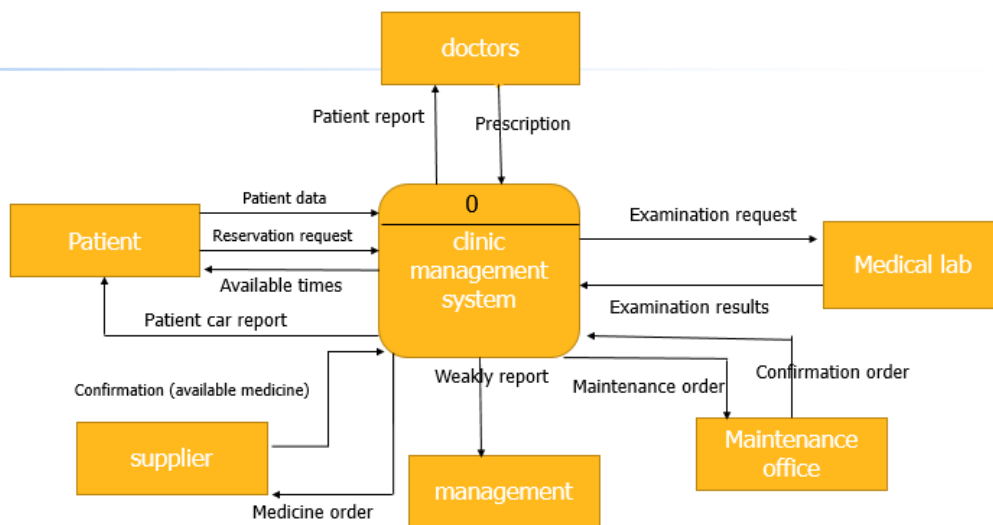 doctors
Patient report
Prescription
0
clinic
management
system
Patient data
Reservation request
Available times
Patient car report
Patient
Examination request
Examination results
Medical lab
Confirmation (available medicine)
Weakly report
Maintenance order
Confirmation order
supplier
Medicine order
management
Maintenance
office